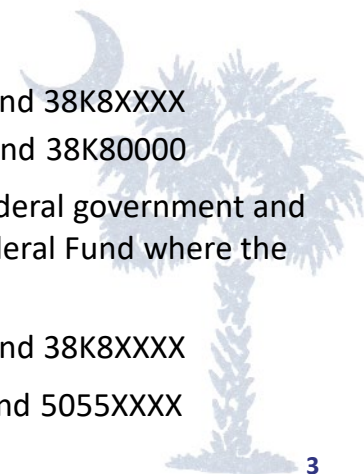 nd 38K8XXXX
nd 38K80000
deral government and
deral Fund where the
nd 38K8XXXX
nd 5055XXXX
3